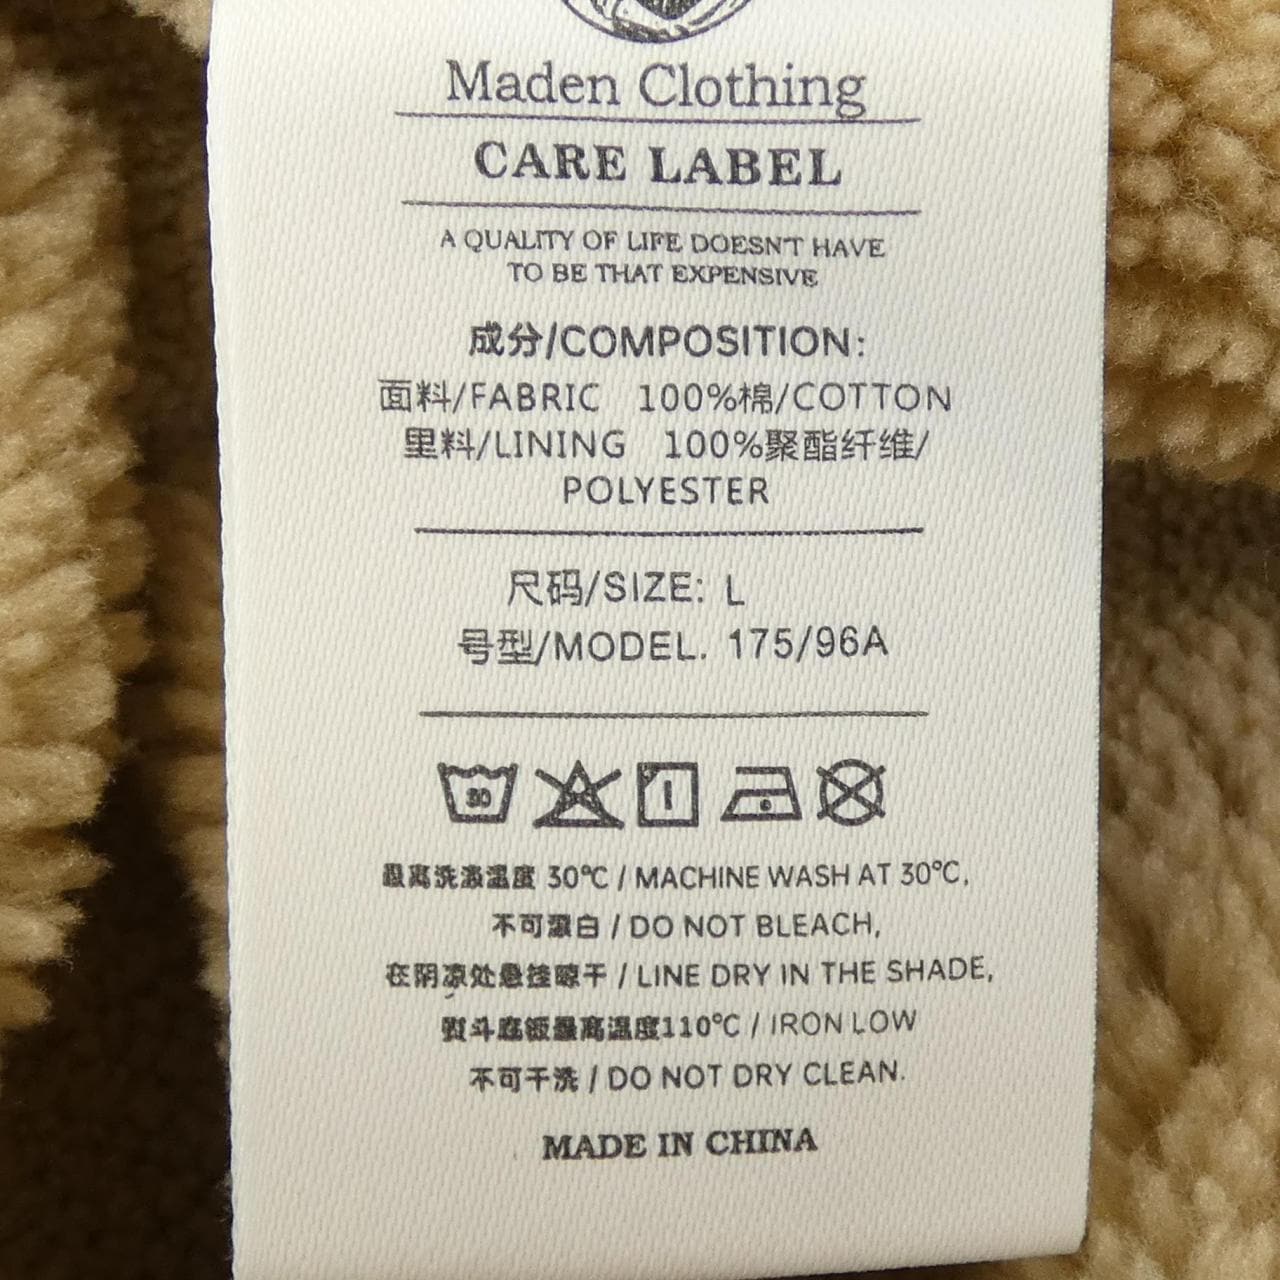 Maden Clothing
CARE LABEL
A QUALITY OF LIFE DOESN'T HAVE
TO BE THAT EXPENSIVE
成分/COMPOSITION:
面料/FABRIC 100%棉/COTTON
里料/LINING 100%聚酯纤维/
POLYESTER
尺码/SIZE: L
号型/MODEL. 175/96A
30
最高洗涤温度 30℃ / MACHINE WASH AT 30℃,
不可漂白 / DO NOT BLEACH,
在阴凉处悬挂晾干 / LINE DRY IN THE SHADE,
熨斗底板最高温度110℃ / IRON LOW
不可干洗 / DO NOT DRY CLEAN.
MADE IN CHINA